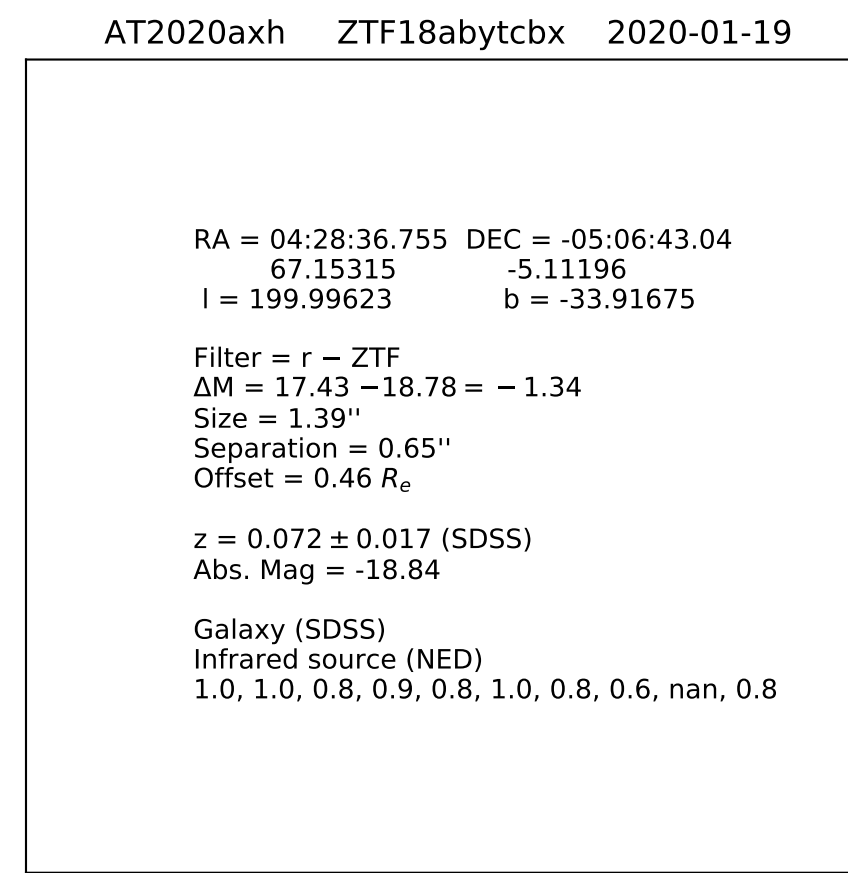 AT2020axh ZTF18abytcbx 2020-01-19
RA = 04:28:36.755 DEC = -05:06:43.04
67.15315 -5.11196
l = 199.99623 b = -33.91675
Filter = r − ZTF
ΔM = 17.43 −18.78 = − 1.34
Size = 1.39''
Separation = 0.65''
Offset = 0.46 Rₑ
z = 0.072 ± 0.017 (SDSS)
Abs. Mag = -18.84
Galaxy (SDSS)
Infrared source (NED)
1.0, 1.0, 0.8, 0.9, 0.8, 1.0, 0.8, 0.6, nan, 0.8